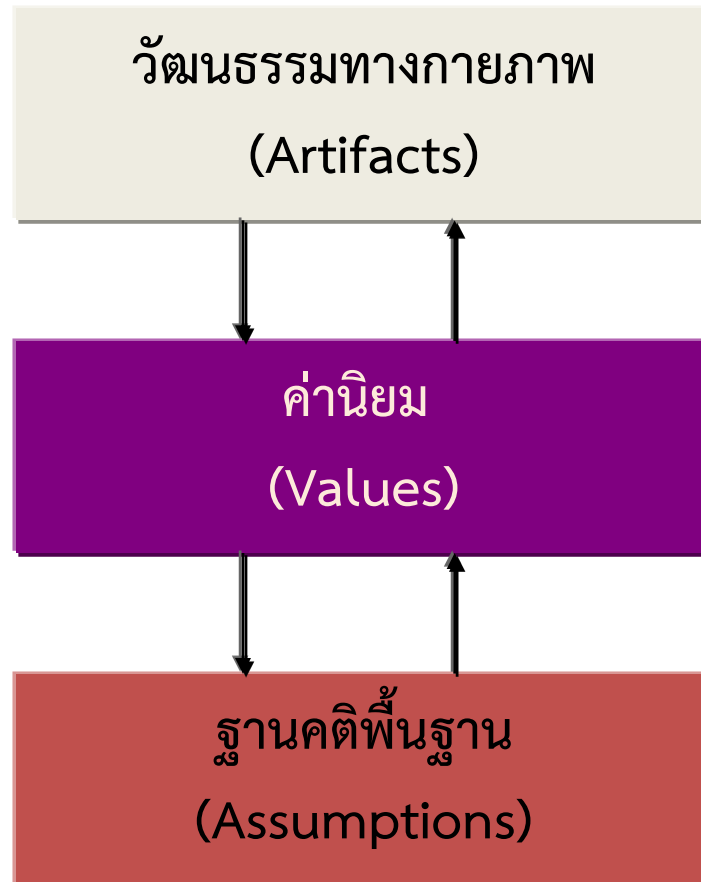 วัฒนธรรมทางกายภาพ
(Artifacts)
ค่านิยม
(Values)
ฐานคติพื้นฐาน
(Assumptions)